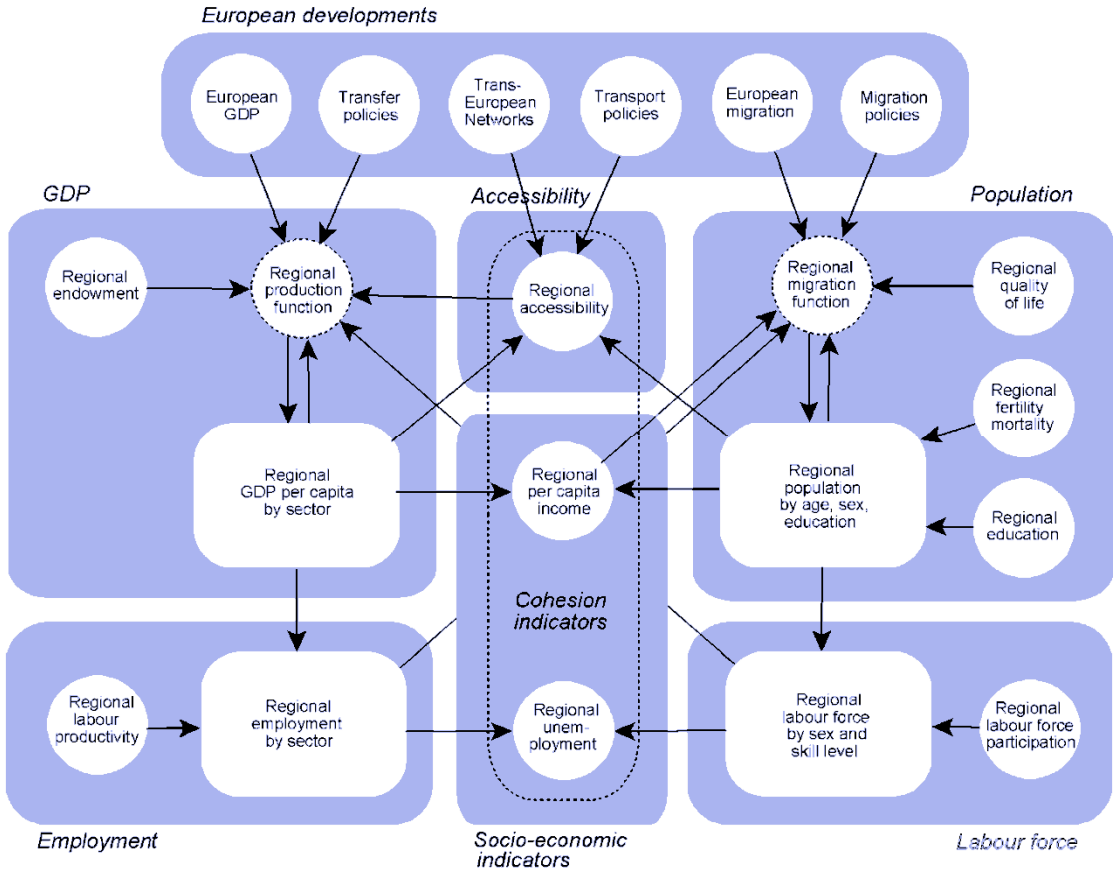 European developments
European
GDP
Transfer
policies
Trans-
European
Networks
Transport
policies
European
migration
Migration
policies
GDP
Accessibility
Population
Regional
endowment
Regional
production
function
Regional
accessibility
Regional
migration
function
Regional
quality
of life
Regional
fertility
mortality
Regional
GDP per capita
by sector
Regional
per capita
income
Regional
population
by age, sex,
education
Regional
education
Cohesion
indicators
Regional
labour
productivity
Regional
employment
by sector
Regional
unem-
ployment
Regional
labour force
by sex and
skill level
Regional
labour force
participation
Employment
Socio-economic
indicators
Labour force